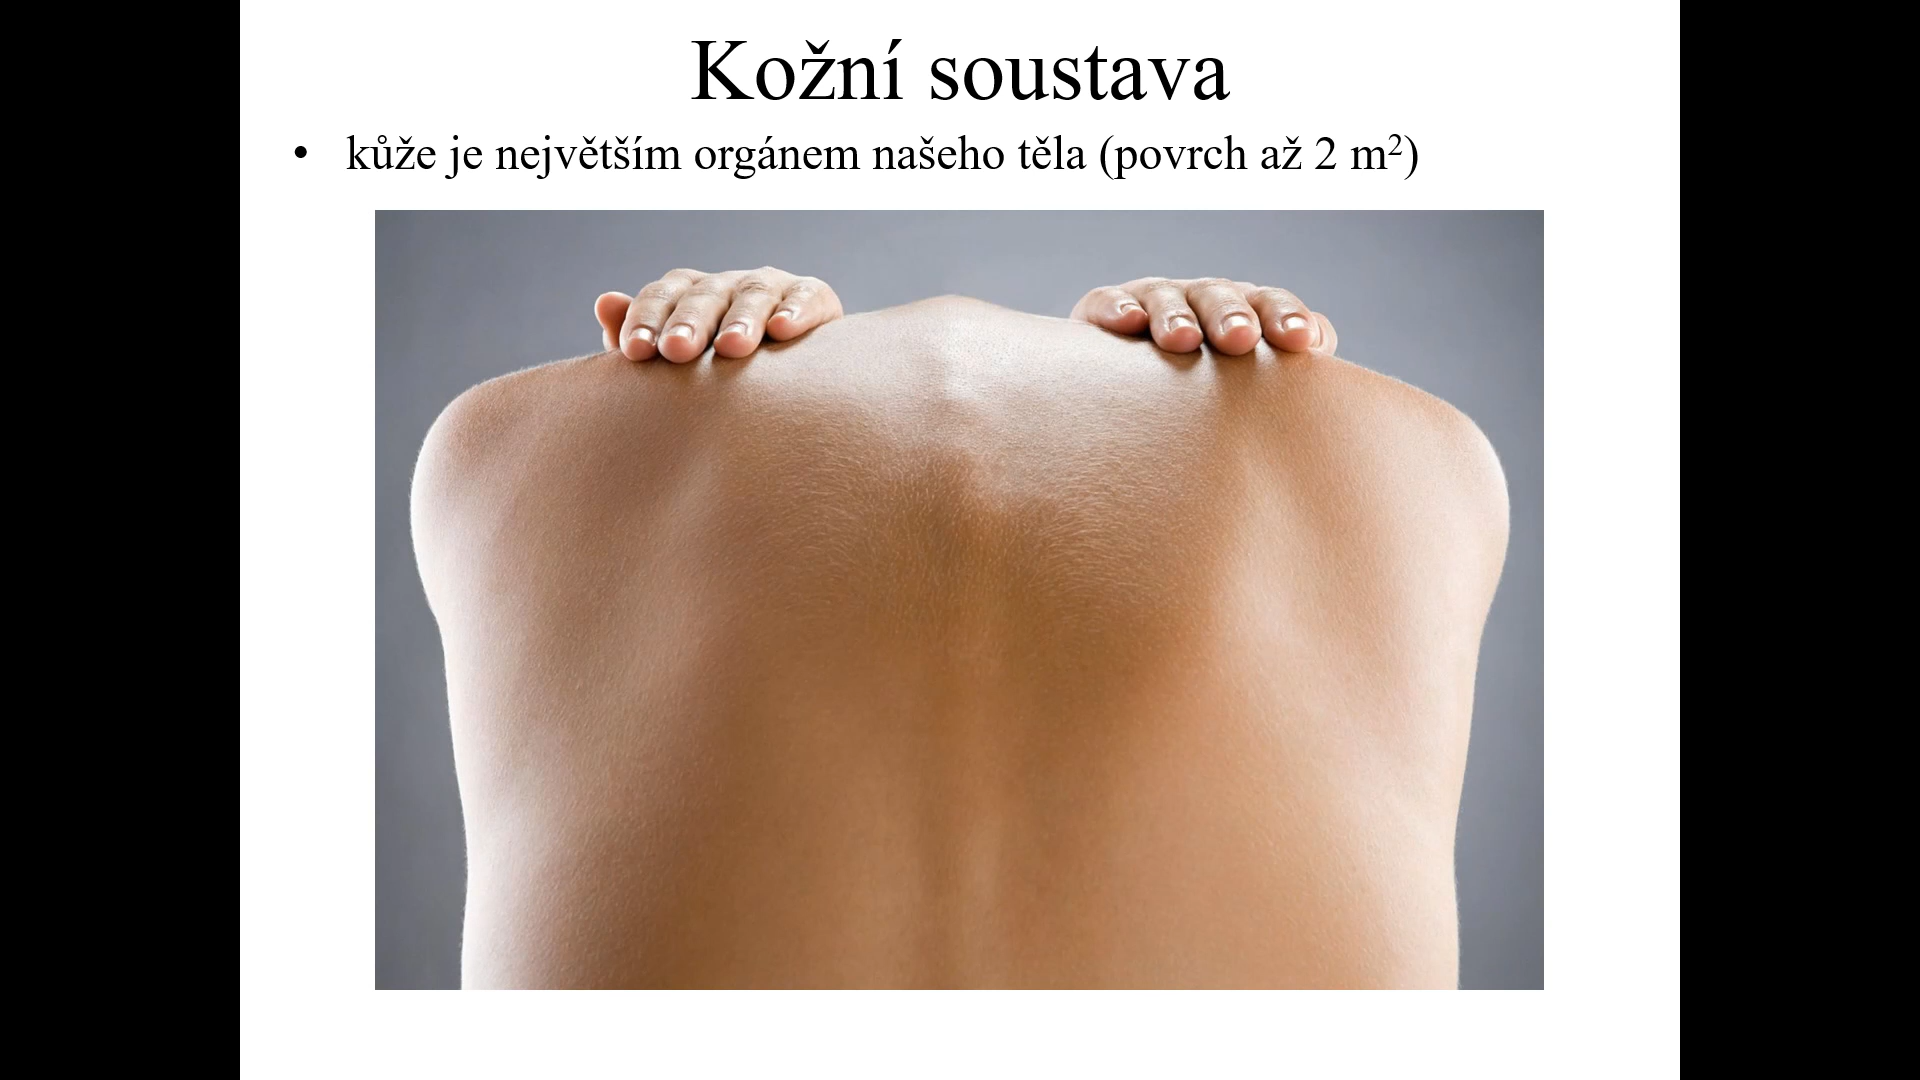 Kožní soustava
• kůže je největším orgánem našeho těla (povrch až 2 m²)